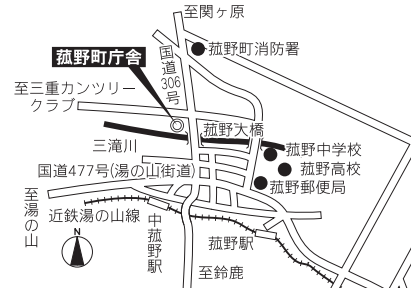 至関ヶ原
菰野町消防署
菰野町庁舎
国道306号
至三重カンツリー
クラブ
菰野大橋
三滝川
菰野中学校
菰野高校
国道477号(湯の山街道)
菰野郵便局
至湯の山
近鉄湯の山線
中菰野駅
菰野駅
N
至鈴鹿